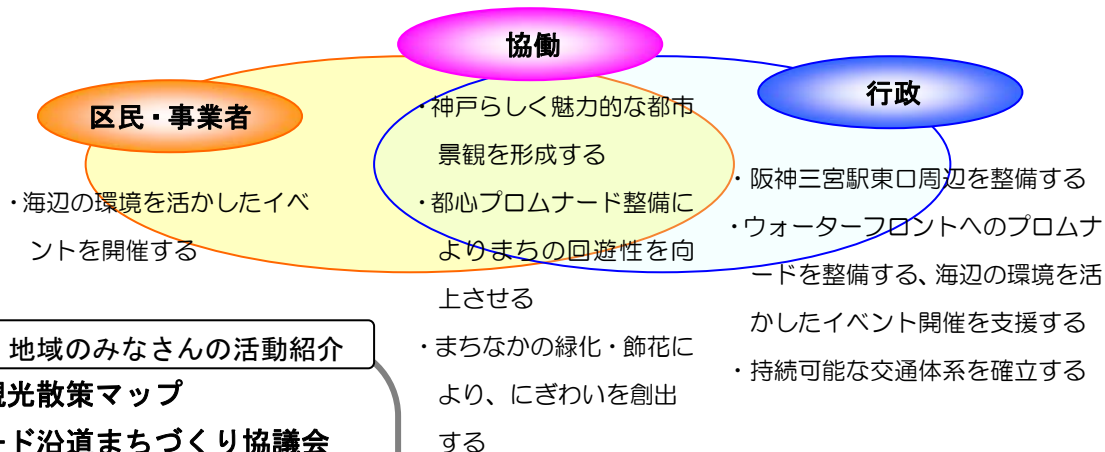 協働
区民・事業者
行政
・海辺の環境を活かしたイベ
ントを開催する
・神戸らしく魅力的な都市
景観を形成する
・都心プロムナード整備に
よりまちの回遊性を向
上させる
・まちなかの緑化・飾花に
より、にぎわいを創出
する
・阪神三宮駅東口周辺を整備する
・ウォーターフロントへのプロムナ
ードを整備する、海辺の環境を活
かしたイベント開催を支援する
・持続可能な交通体系を確立する
地域のみなさんの活動紹介
観光散策マップ
ード沿道まちづくり協議会